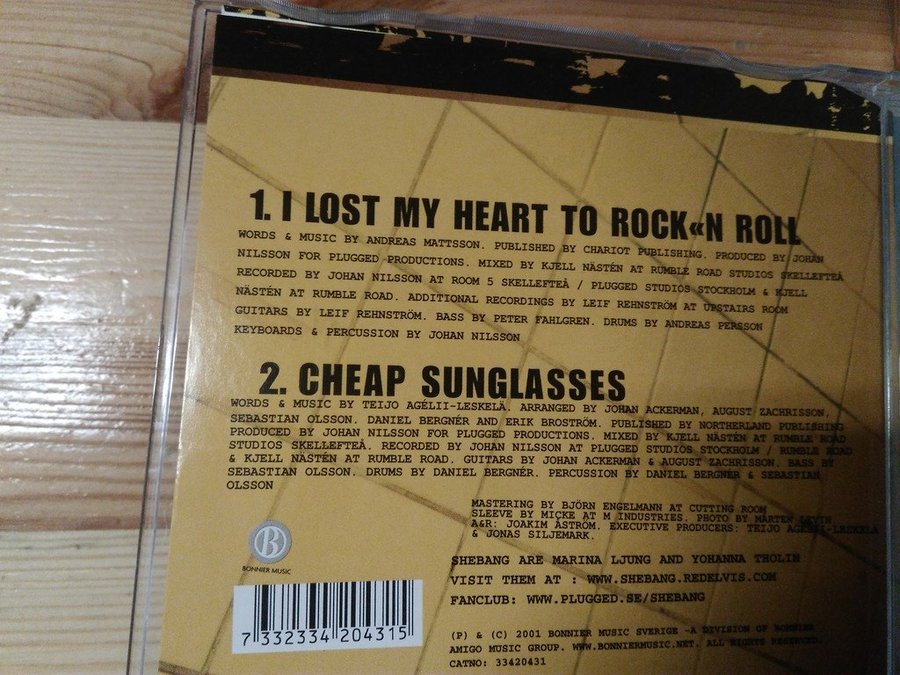 1. I LOST MY HEART TO ROCK«N ROLL
WORDS & MUSIC BY ANDREAS MATTSSON. PUBLISHED BY CHARIOT PUBLISHING. PRODUCED BY JOHAN
NILSSON FOR PLUGGED PRODUCTIONS. MIXED BY KJELL NÄSTÉN AT RUMBLE ROAD STUDIOS SKELLEFTEÅ
RECORDED BY JOHAN NILSSON AT ROOM 5 SKELLEFTEÅ / PLUGGED STUDIOS STOCKHOLM & KJELL
NÄSTÉN AT RUMBLE ROAD. ADDITIONAL RECORDINGS BY LEIF REHNSTRÖM AT UPSTAIRS ROOM
GUITARS BY LEIF REHNSTRÖM. BASS BY PETER FAHLGREN. DRUMS BY ANDREAS PERSSON
KEYBOARDS & PERCUSSION BY JOHAN NILSSON
2. CHEAP SUNGLASSES
WORDS & MUSIC BY TEIJO AGÉLII-LESKELÄ. ARRANGED BY JOHAN ACKERMAN, AUGUST ZACHRISSON,
SEBASTIAN OLSSON. DANIEL BERGNÉR AND ERIK BROSTRÖM. PUBLISHED BY NORTHERLAND PUBLISHING
PRODUCED BY JOHAN NILSSON FOR PLUGGED PRODUCTIONS. MIXED BY KJELL NÄSTÉN AT RUMBLE ROAD
STUDIOS SKELLEFTEÅ. RECORDED BY JOHAN NILSSON AT PLUGGED STUDIOS STOCKHOLM / RUMBLE ROAD
& KJELL NÄSTÉN AT RUMBLE ROAD. GUITARS BY JOHAN ACKERMAN & AUGUST ZACHRISSON. BASS BY
SEBASTIAN OLSSON. DRUMS BY DANIEL BERGNÉR. PERCUSSION BY DANIEL BERGNER & SEBASTIAN
OLSSON
MASTERING BY BJÖRN ENGELMANN AT CUTTING ROOM
SLEEVE BY MICKE AT M INDUSTRIES. PHOTO BY MÅRTEN LEVIN
A&R: JOAKIM ÅSTRÖM. EXECUTIVE PRODUCERS: TEIJO AGÉLII-LESKELÄ
& JONAS SILJEMARK.
B
BONNIER MUSIC
SHEBANG ARE MARINA LJUNG AND YOHANNA THOLIN
VISIT THEM AT : WWW.SHEBANG.REDELVIS.COM
FANCLUB: WWW.PLUGGED.SE/SHEBANG
7 332334 204315
(P) & (C) 2001 BONNIER MUSIC SVERIGE -A DIVISION OF BONNIER
AMIGO MUSIC GROUP. WWW.BONNIERMUSIC.NET. ALL RIGHTS RESERVED.
CATNO: 33420431